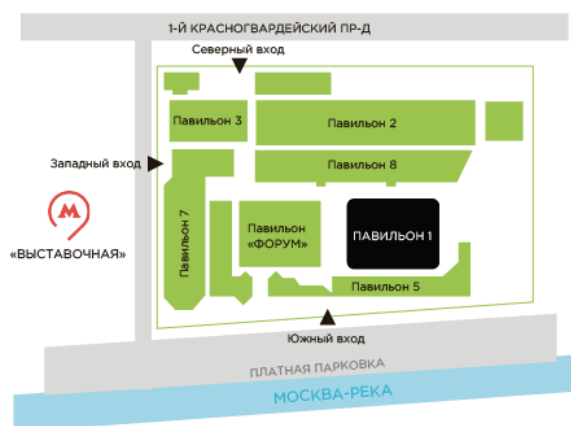 1-Й КРАСНОГВАРДЕЙСКИЙ ПР-Д
Северный вход
Павильон 3
Павильон 2
Западный вход
Павильон 8
М
«ВЫСТАВОЧНАЯ»
Павильон 7
Павильон
«ФОРУМ»
ПАВИЛЬОН 1
Павильон 5
Южный вход
ПЛАТНАЯ ПАРКОВКА
МОСКВА-РЕКА